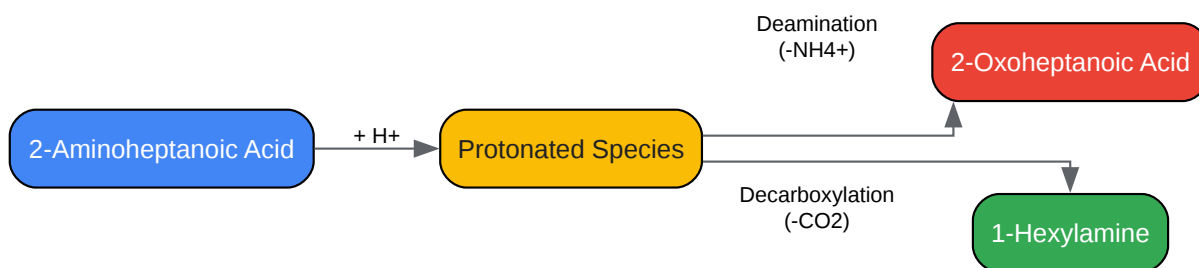 2-Aminoheptanoic Acid
+ H+
Protonated Species
Deamination
(-NH4+)
2-Oxoheptanoic Acid
Decarboxylation
(-CO2)
1-Hexylamine